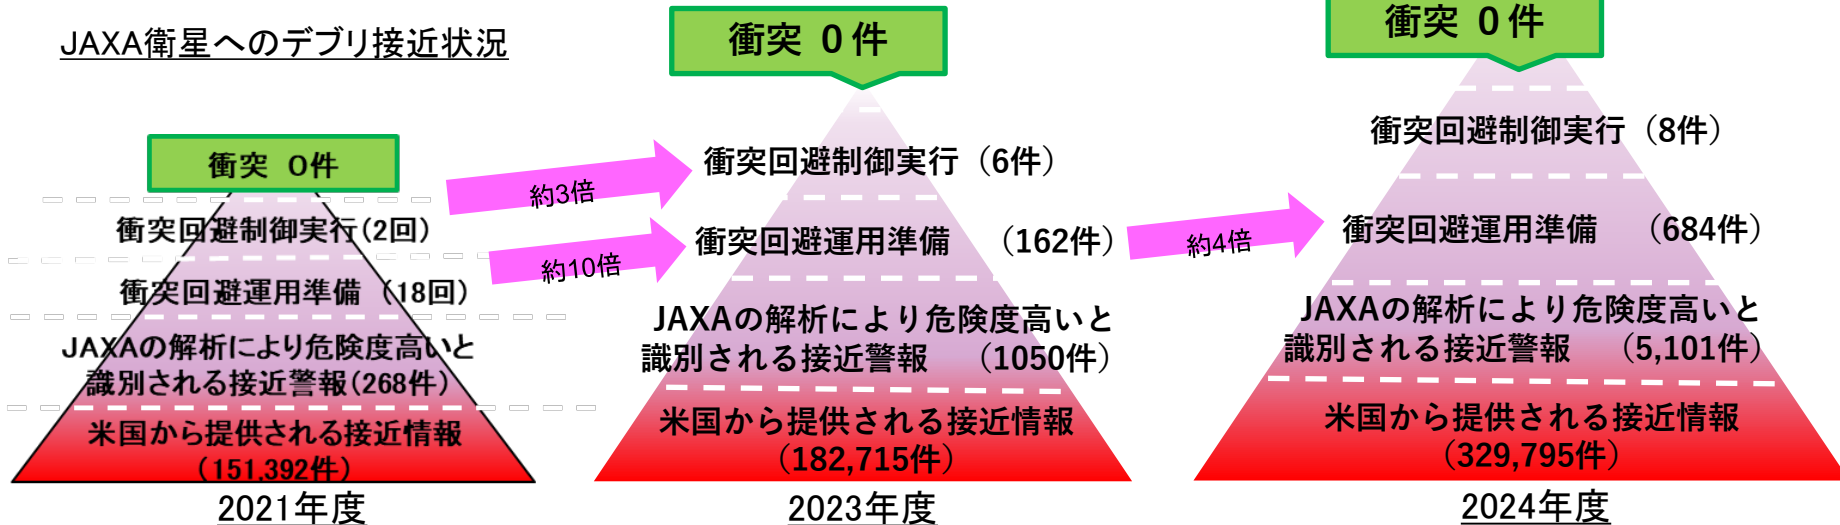 JAXA衛星へのデブリ接近状況
衝突 0件
衝突回避制御実行(2回)
衝突回避運用準備 (18回)
JAXAの解析により危険度高いと
識別される接近警報(268件)
米国から提供される接近情報
(151,392件)
2021年度
約3倍
約10倍
衝突 0件
衝突回避制御実行（6件）
衝突回避運用準備　（162件）
JAXAの解析により危険度高いと
識別される接近警報　（1050件）
米国から提供される接近情報
（182,715件）
2023年度
約4倍
衝突 0件
衝突回避制御実行（8件）
衝突回避運用準備　（684件）
JAXAの解析により危険度高いと
識別される接近警報　（5,101件）
米国から提供される接近情報
（329,795件）
2024年度